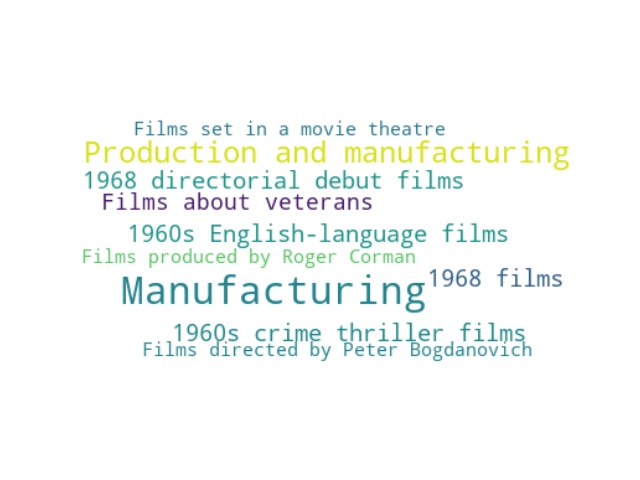 Films set in a movie theatre
Production and manufacturing
1968 directorial debut films
Films about veterans
1960s English-language films
Films produced by Roger Corman
Manufacturing
1968 films
1960s crime thriller films
Films directed by Peter Bogdanovich